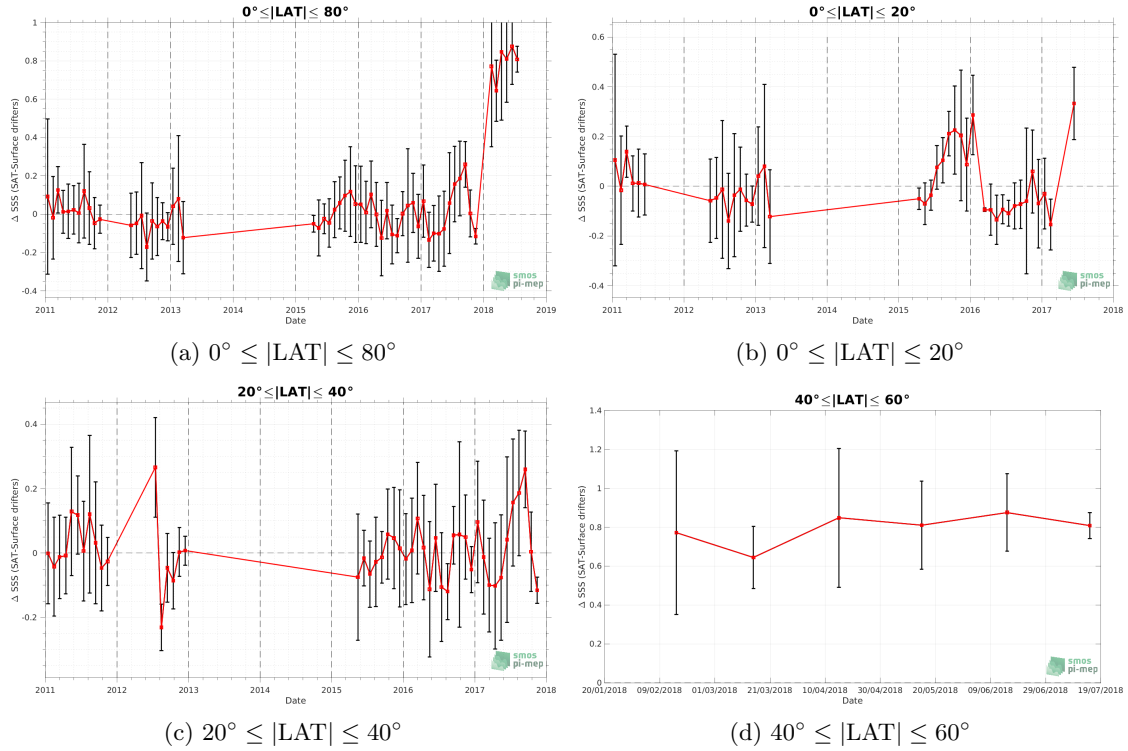 0°≤|LAT|≤ 80°
Δ SSS (SAT-Surface drifters)
1
0.8
0.6
0.4
0.2
0
-0.2
-0.4
2011 2012 2013 2014 2015 2016 2017 2018 2019
Date
smos
pi-mep
(a) 0° ≤ |LAT| ≤ 80°
0°≤|LAT|≤ 20°
Δ SSS (SAT-Surface drifters)
0.6
0.4
0.2
0
-0.2
-0.4
2011 2012 2013 2014 2015 2016 2017 2018
Date
smos
pi-mep
(b) 0° ≤ |LAT| ≤ 20°
20°≤|LAT|≤ 40°
Δ SSS (SAT-Surface drifters)
0.4
0.2
0
-0.2
2011 2012 2013 2014 2015 2016 2017 2018
Date
smos
pi-mep
(c) 20° ≤ |LAT| ≤ 40°
40°≤|LAT|≤ 60°
Δ SSS (SAT-Surface drifters)
1.4
1.2
1
0.8
0.6
0.4
0.2
0
20/01/2018 09/02/2018 01/03/2018 21/03/2018 10/04/2018 30/04/2018 20/05/2018 09/06/2018 29/06/2018 19/07/2018
Date
smos
pi-mep
(d) 40° ≤ |LAT| ≤ 60°